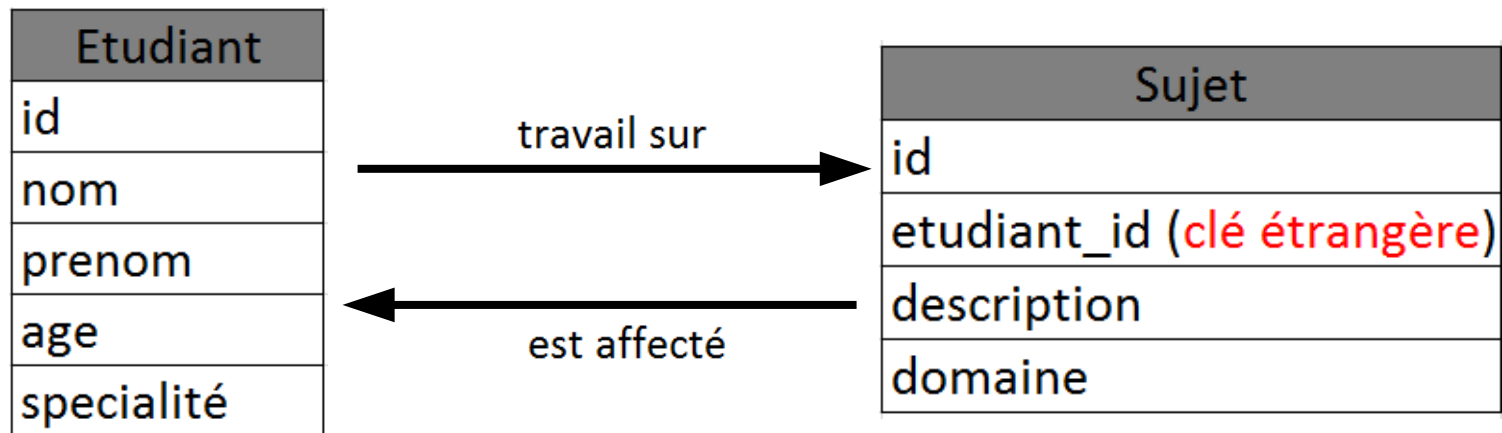 Etudiant
id
nom
prenom
age
specialité
travail sur
est affecté
Sujet
id
etudiant_id (clé étrangère)
description
domaine